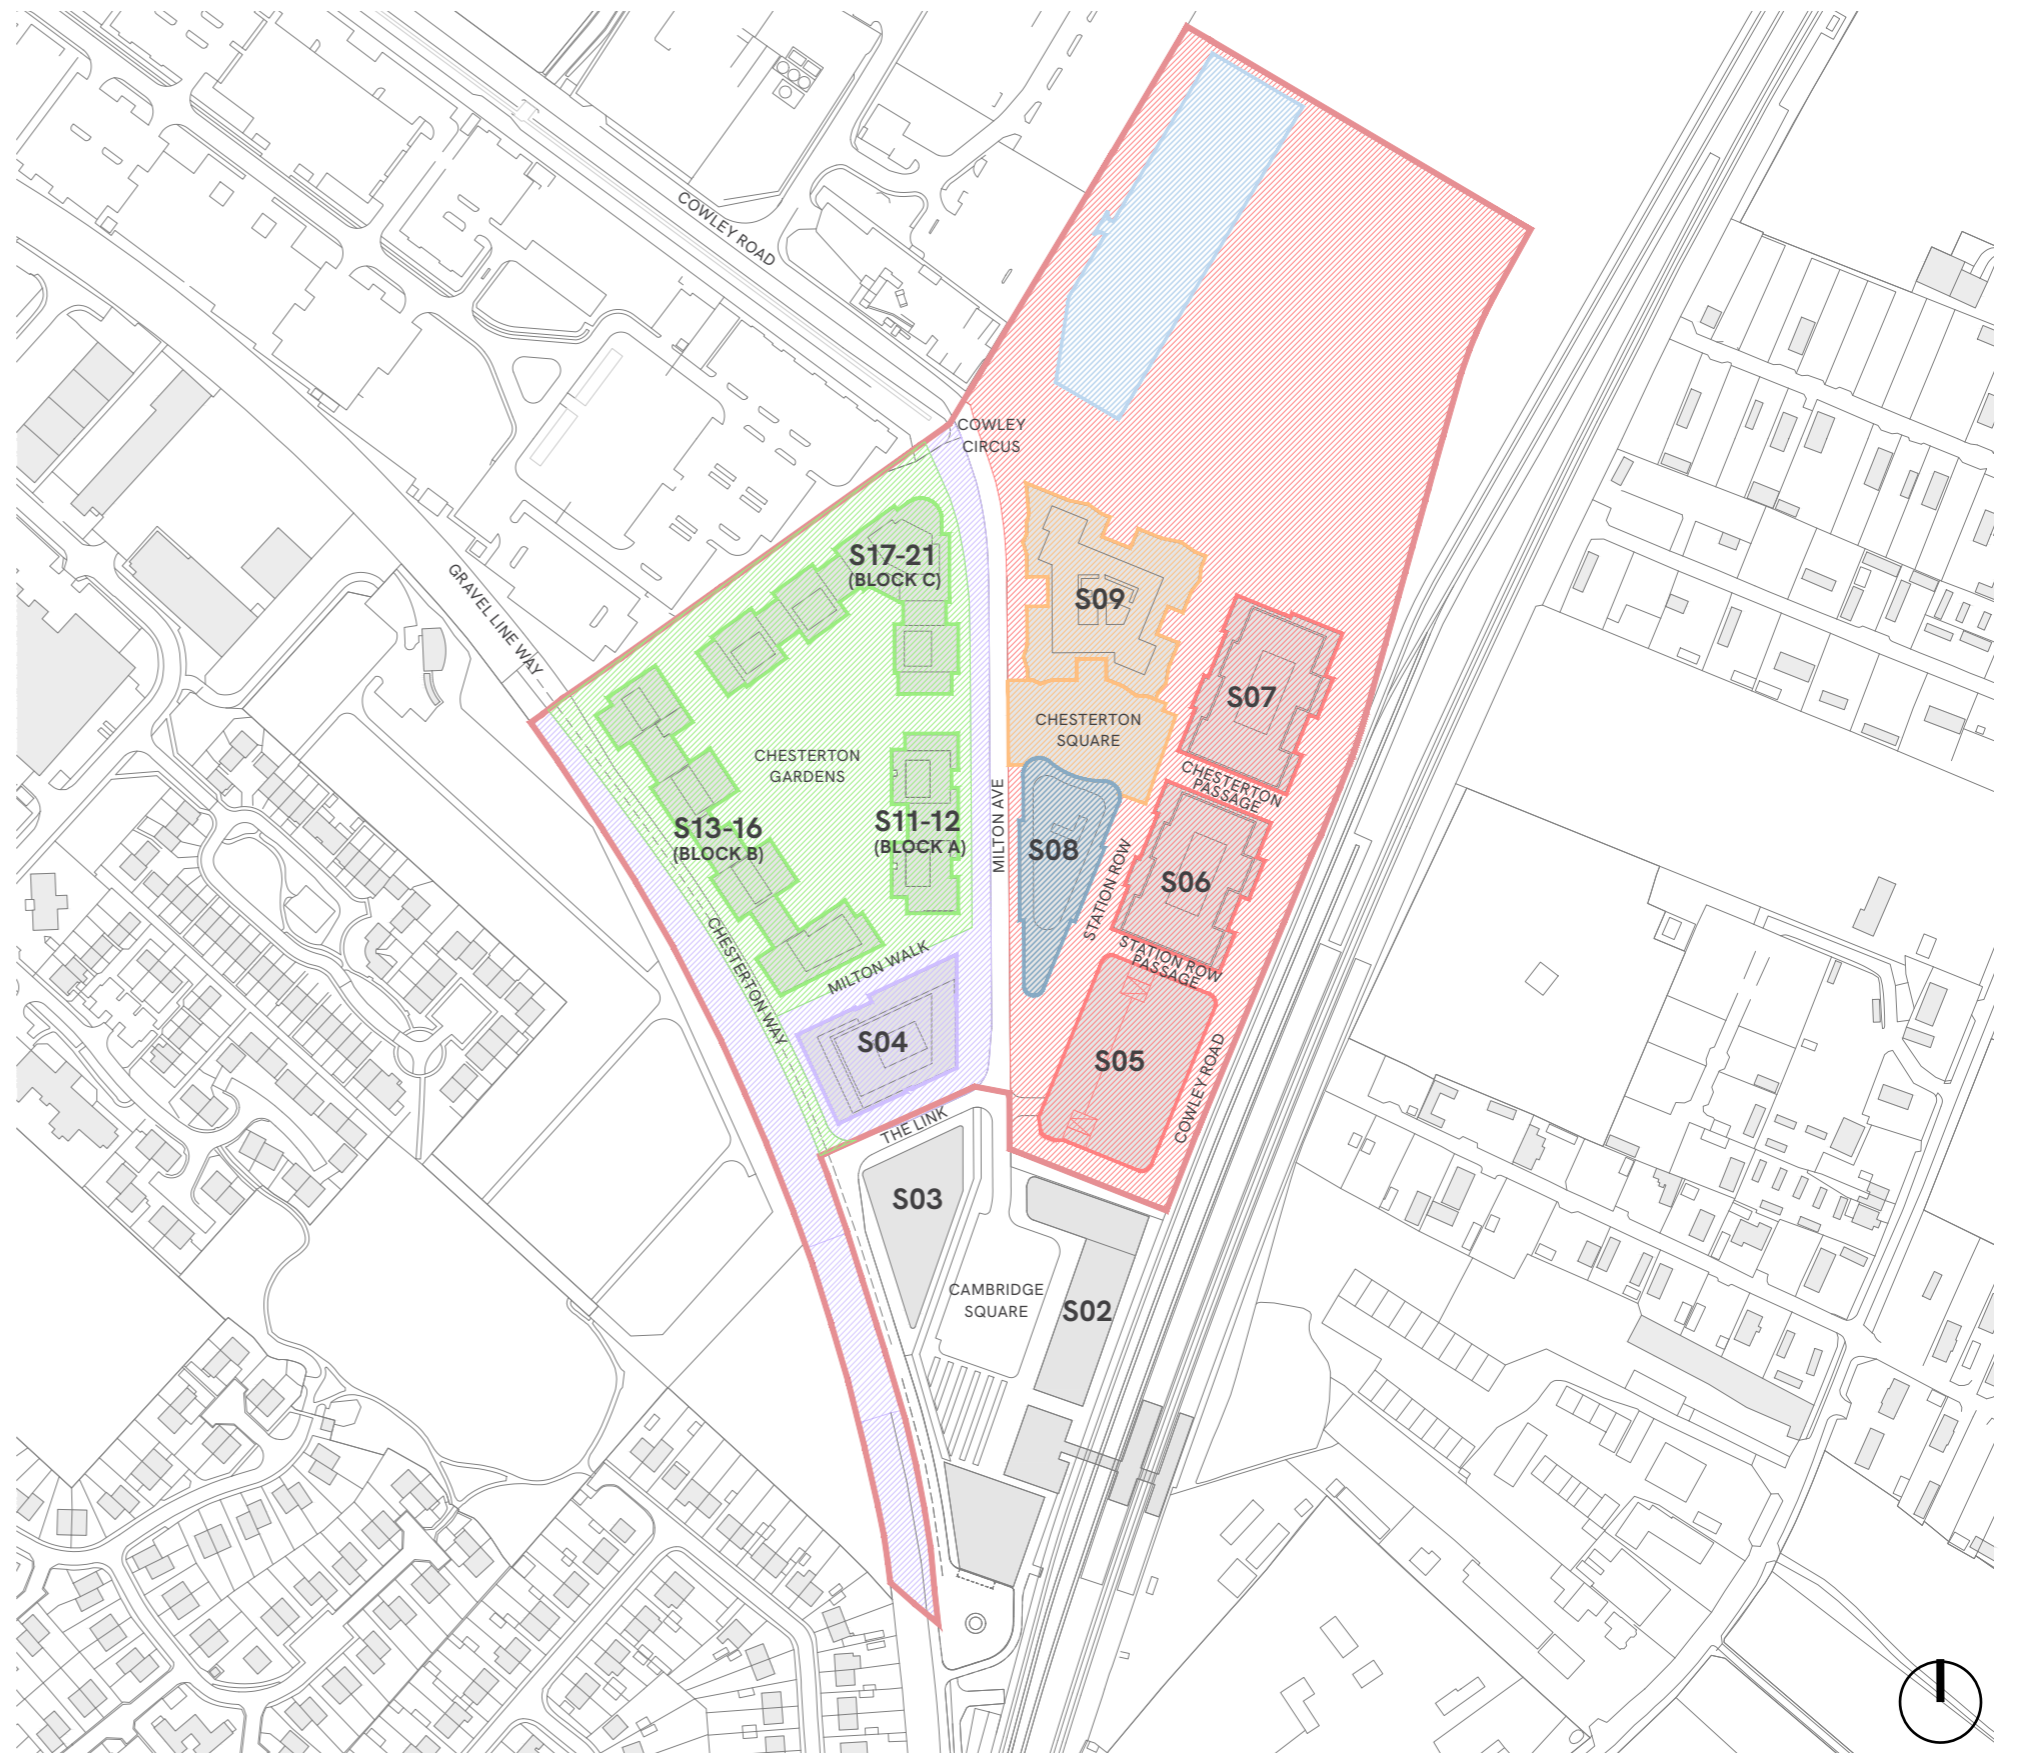 COWLEY ROAD
COWLEY
CIRCUS
GRAVEL LINE WAY
S17-21
(BLOCK C)
S09
S07
CHESTERTON
SQUARE
CHESTERTON
GARDENS
CHESTERTON
PASSAGE
MILTON AVE
S13-16
(BLOCK B)
S11-12
(BLOCK A)
S08
STATION ROW
S06
STATION ROW
PASSAGE
CHESTERTON WAY
MILTON WALK
S04
S05
COWLEY ROAD
THE LINK
S03
CAMBRIDGE
SQUARE
S02